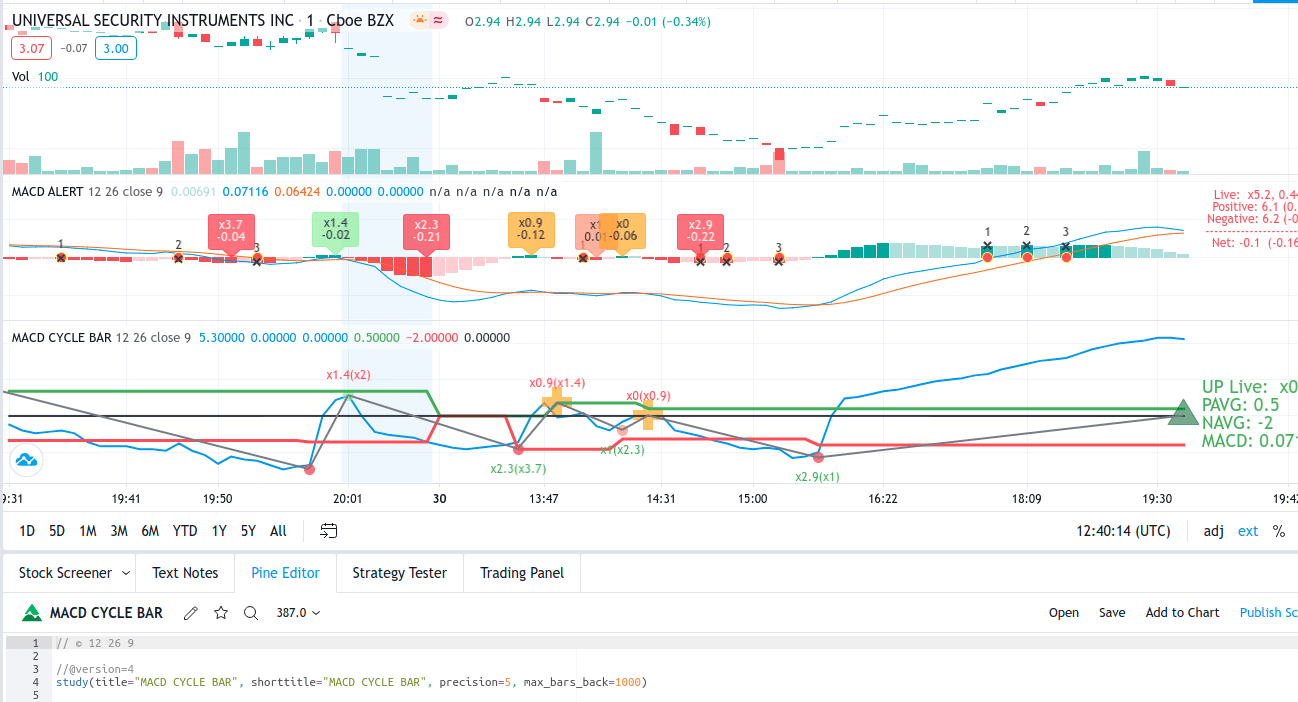 UNIVERSAL SECURITY INSTRUMENTS INC · 1 · Cboe BZX O2.94 H2.94 L2.94 C2.94 −0.01 (−0.34%)
3.07 −0.07 3.00
Vol 100
MACD ALERT 12 26 close 9 0.00691 0.07116 0.06424 0.00000 0.00000 n/a n/a n/a n/a n/a
Live: x5.2, 0.44
Positive: 6.1 (0.
Negative: 6.2 (-0
Net: -0.1 (-0.16
x3.7
-0.04
x1.4
-0.02
x2.3
-0.21
x0.9
-0.12
x1
0.01
x0
-0.06
x2.9
-0.22
1 2 3 1 1 2 3 1 2 3
MACD CYCLE BAR 12 26 close 9 5.30000 0.00000 0.00000 0.50000 −2.00000 0.00000
x1.4(x2)
x0.9(x1.4)
x0(x0.9)
x2.3(x3.7)
x1(x2.3)
x2.9(x1)
UP Live: x0
PAVG: 0.5
NAVG: -2
MACD: 0.071
9:31 19:41 19:50 20:01 30 13:47 14:31 15:00 16:22 18:09 19:30 19:42
1D 5D 1M 3M 6M YTD 1Y 5Y All 12:40:14 (UTC) adj ext %
Stock Screener Text Notes Pine Editor Strategy Tester Trading Panel
MACD CYCLE BAR 387.0 Open Save Add to Chart Publish Sc
1 // © 12 26 9
2
3 //@version=4
4 study(title="MACD CYCLE BAR", shorttitle="MACD CYCLE BAR", precision=5, max_bars_back=1000)
5